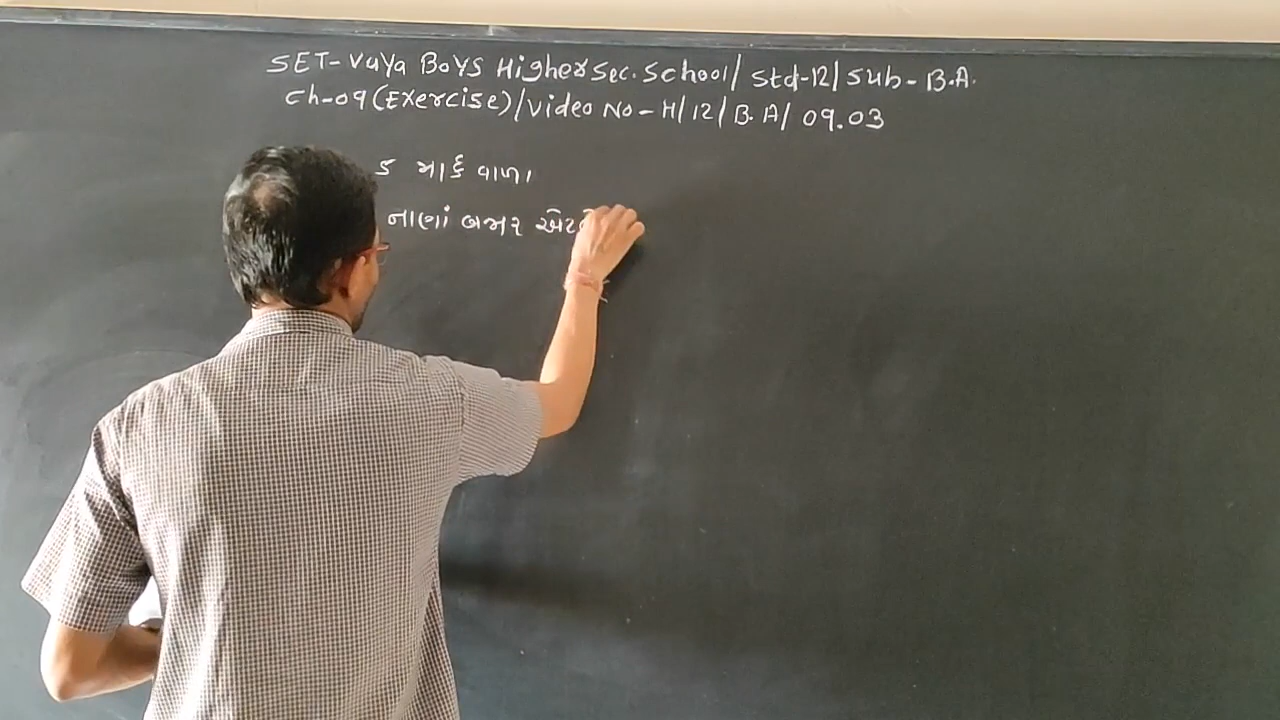 SET-Vaya Boys Higher Sec. School/ Std-12/ Sub- B.A.
Ch-09 (Exercise)/ Video No - H/ 12/ B.A/ 09.03
5 માર્ક વાળા
નાણાં બજાર એટલે